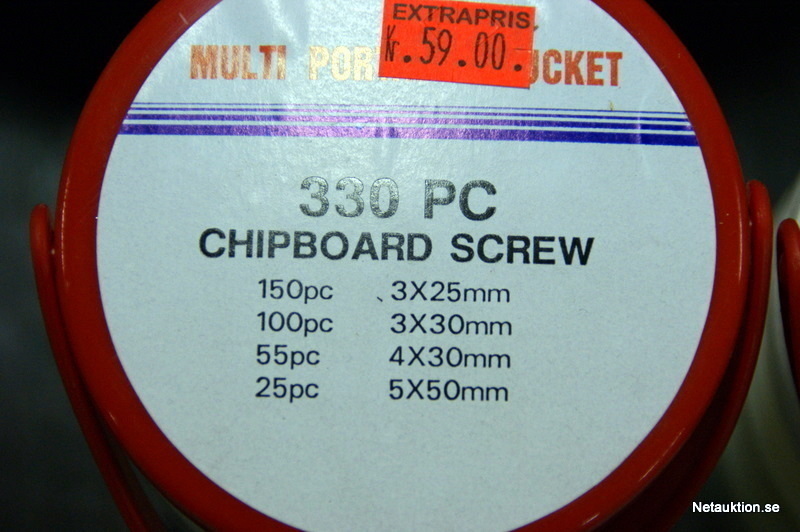 EXTRAPRIS
Kr. 59.00.
MULTI
330 PC
CHIPBOARD SCREW
150pc 3X25mm
100pc 3X30mm
55pc 4X30mm
25pc 5X50mm
Netauktion.se